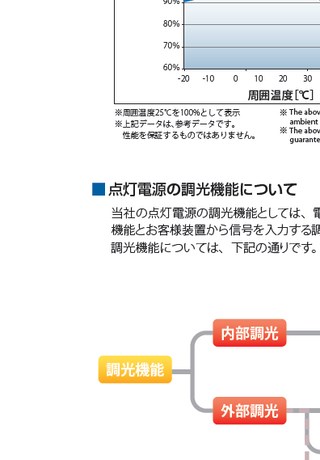 90%
80%
70%
60%
-20 -10 0 10 20 30
周囲温度[℃]
※周囲温度25℃を100%として表示
※上記データは、参考データです。
性能を保証するものではありません。
※ The abov
ambient
※ The abov
guarante
■点灯電源の調光機能について
当社の点灯電源の調光機能としては、電
機能とお客様装置から信号を入力する調
調光機能については、下記の通りです。
内部調光
調光機能
外部調光